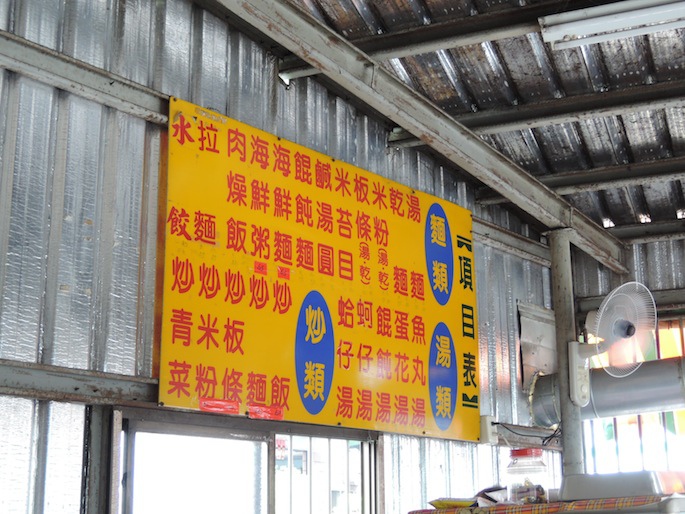 【項目表】
麵類
湯麵
乾麵
米粉(湯.乾)
板條(湯.乾)
米苔目
鹹湯圓
餛飩麵
海鮮麵
海鮮粥
肉燥飯
拉麵
水餃
湯類
魚丸湯
蛋花湯
餛飩湯
蚵仔湯
蛤仔湯
炒類
炒飯
炒麵
炒板條
炒米粉
炒青菜